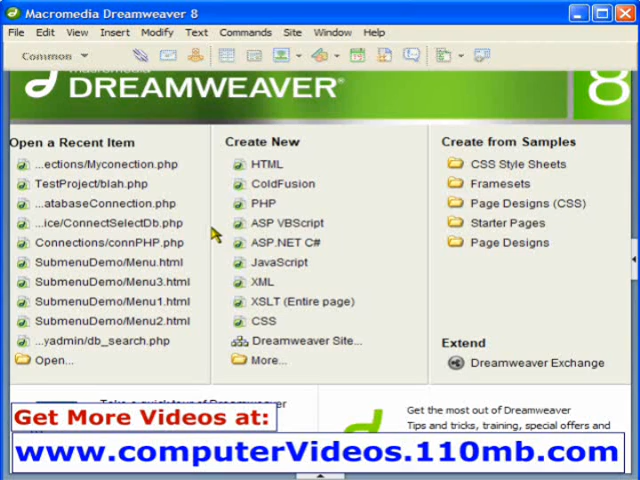 Macromedia Dreamweaver 8
File Edit View Insert Modify Text Commands Site Window Help
Common
DREAMWEAVER®
8
Open a Recent Item
...ections/Myconection.php
TestProject/blah.php
...atabaseConnection.php
...ice/ConnectSelectDb.php
Connections/connPHP.php
SubmenuDemo/Menu.html
SubmenuDemo/Menu3.html
SubmenuDemo/Menu1.html
SubmenuDemo/Menu2.html
...yadmin/db_search.php
Open...
Create New
HTML
ColdFusion
PHP
ASP VBScript
ASP.NET C#
JavaScript
XML
XSLT (Entire page)
CSS
Dreamweaver Site...
More...
Create from Samples
CSS Style Sheets
Framesets
Page Designs (CSS)
Starter Pages
Page Designs
Extend
Dreamweaver Exchange
Take a quick tour of Dreamweaver
Get the most out of Dreamweaver
Tips and tricks, training, special offers and
Get More Videos at:
www.computerVideos.110mb.com